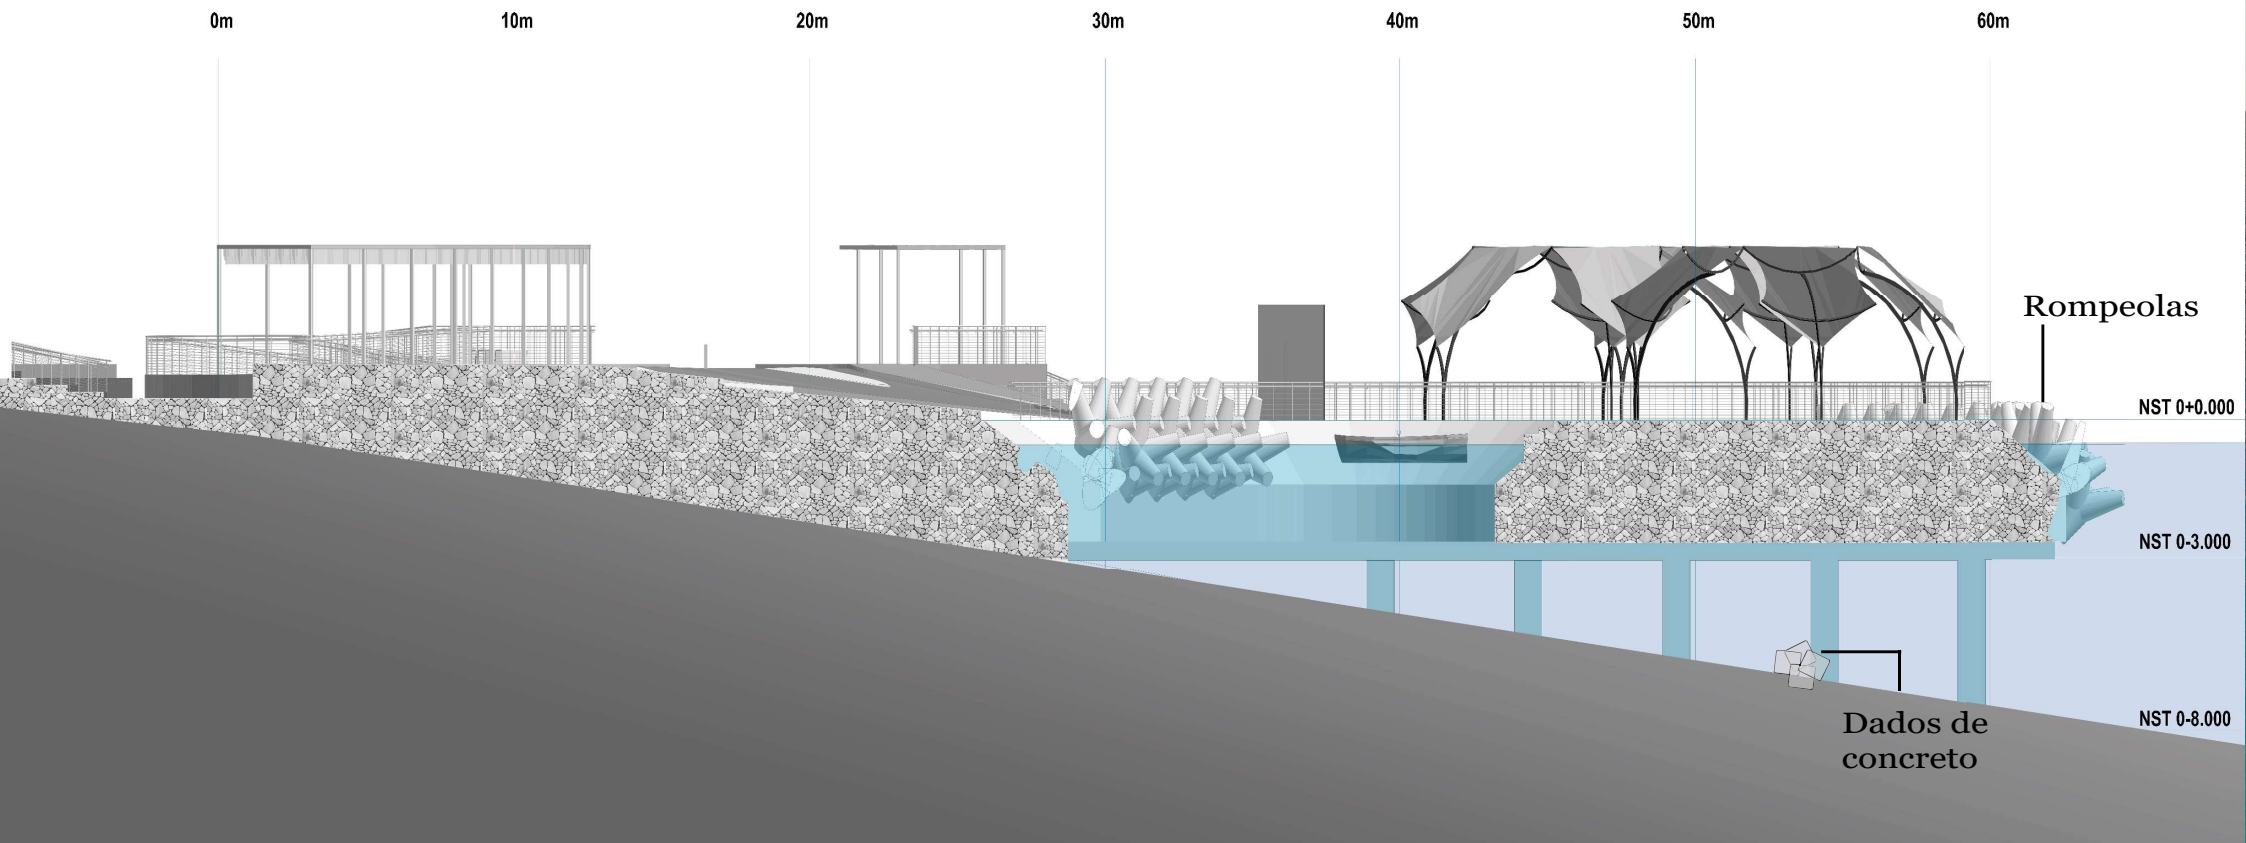 0m 10m 20m 30m 40m 50m 60m
Rompeolas
NST 0+0.000
NST 0-3.000
NST 0-8.000
Dados de
concreto